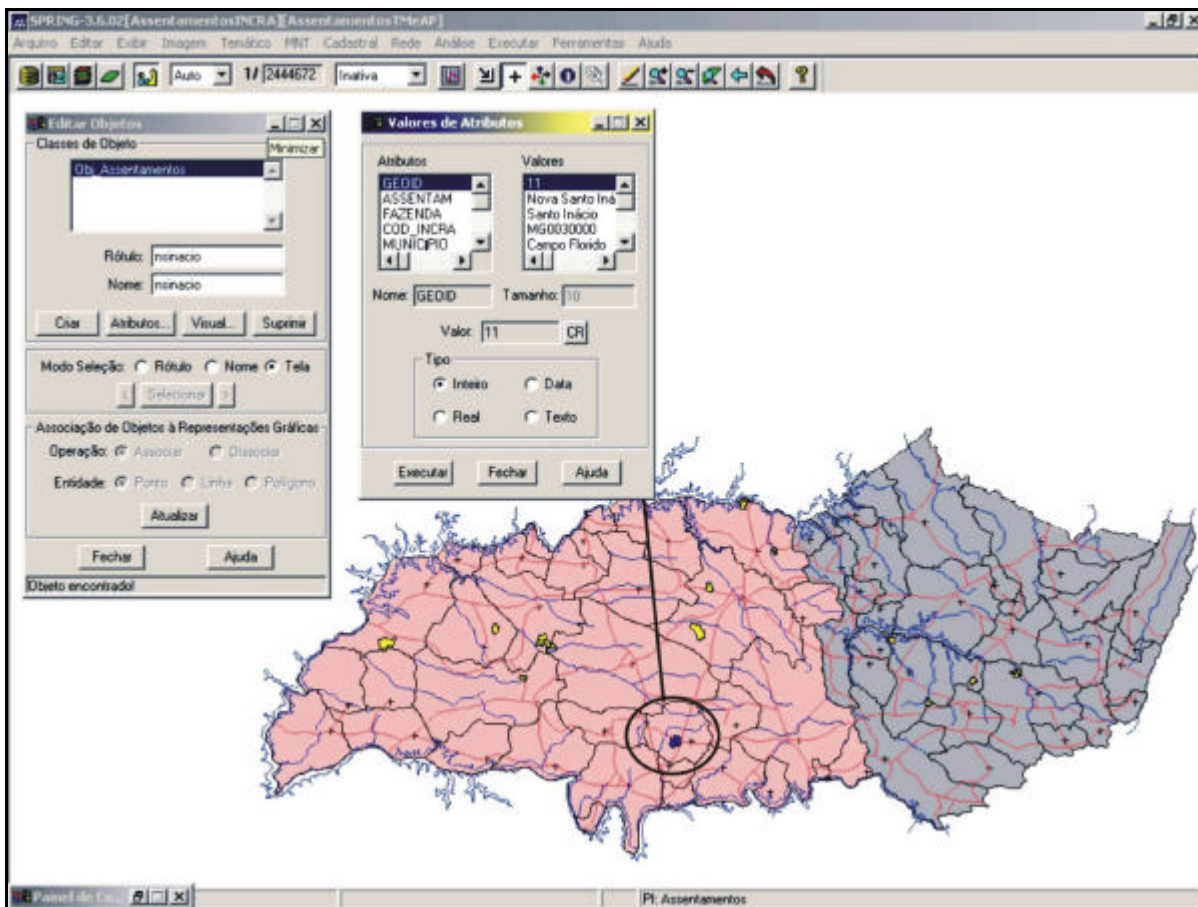 SPRING-3.6.02[AssentamentosINCRA][AssentamentosTMeAP]
Arquivo Editar Exibir Imagem Temático MNT Cadastral Rede Análise Executar Ferramentas Ajuda
Auto 1/ 2444672 Inativa
Editar Objetos
Minimizar
Classes de Objeto
Obj_Assentamentos
Rótulo: nsinacio
Nome: nsinacio
Criar Atributos... Visual... Suprimir
Modo Seleção: Rótulo Nome Tela
< Selecionar >
Associação de Objetos à Representações Gráficas
Operação: Associar Dissociar
Entidade: Ponto Linha Polígono
Atualizar
Fechar Ajuda
Objeto encontrado!
Valores de Atributos
Atributos Valores
GEOID 11
ASSENTAM Nova Santo Iná
FAZENDA Santo Inácio
COD_INCRA MG0030000
MUNICIPIO Campo Florido
Nome: GEOID Tamanho: 10
Valor: 11 CR
Tipo
Inteiro Data
Real Texto
Executar Fechar Ajuda
Painel de Co...
PI: Assentamentos